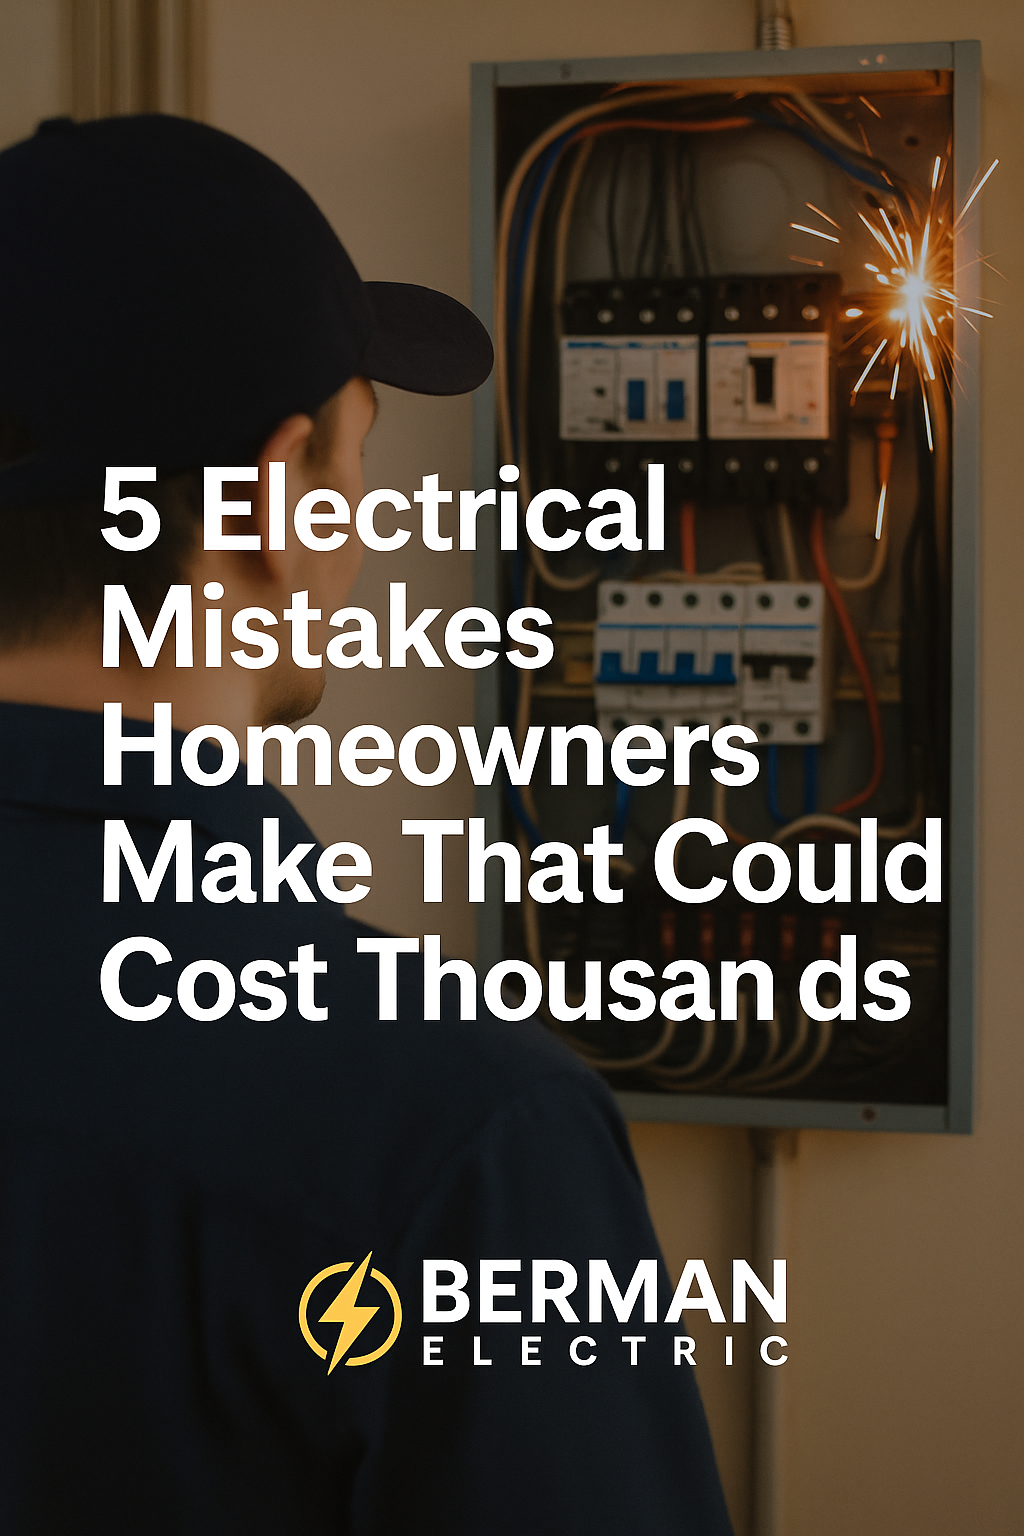 5 Electrical
Mistakes
Homeowners
Make That Could
Cost Thousan ds
BERMAN
ELECTRIC